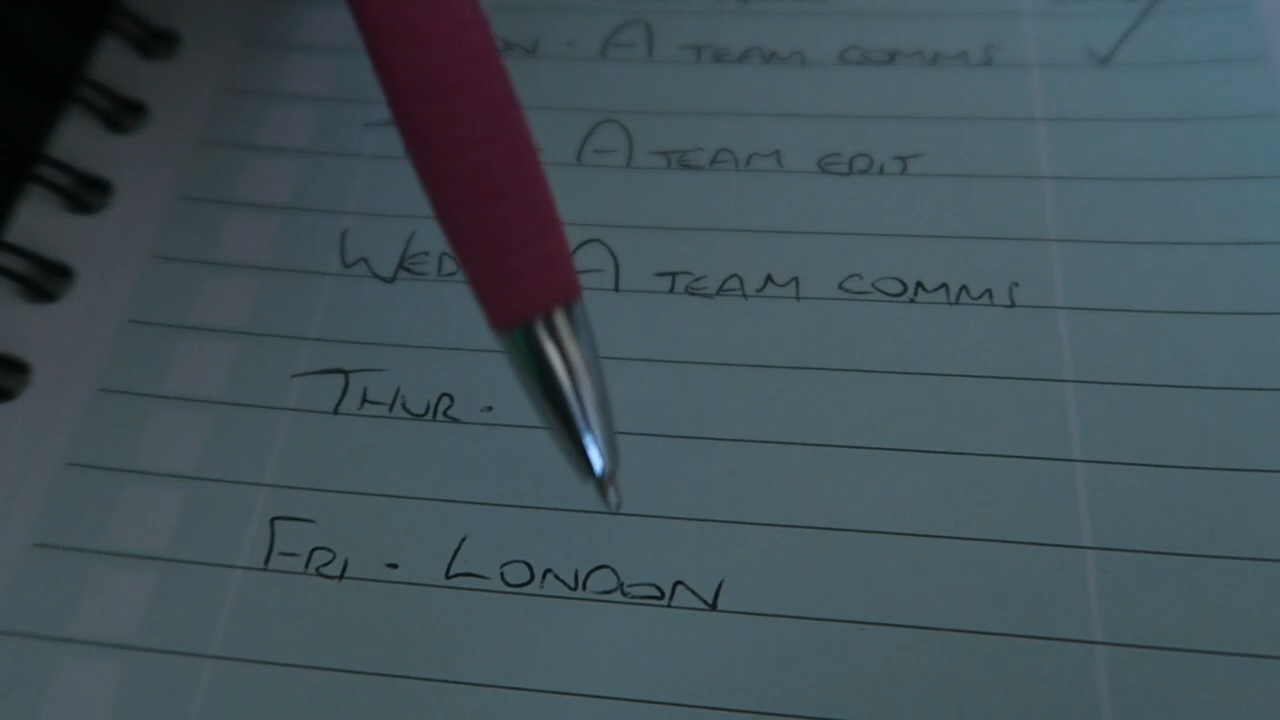 A TEAM COMMS ✓
A TEAM EDIT
WED A TEAM COMMS
THUR.
FRI - LONDON